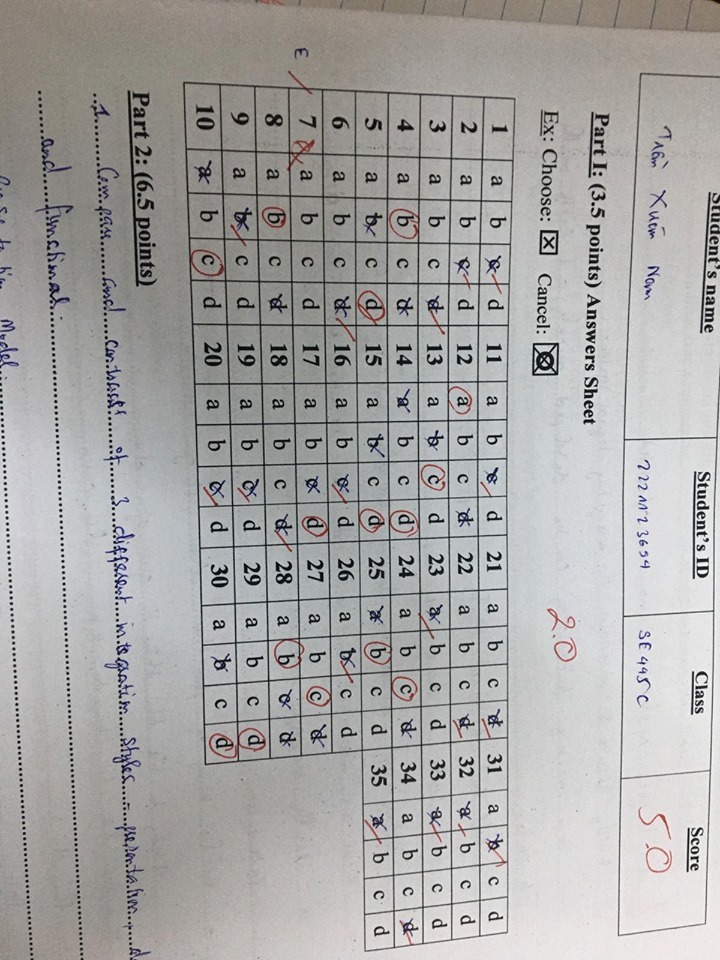 Student's name Student's ID Class Score
Trần Xuân Nam 2221123654 SE 445 C 5.0
Part I: (3.5 points) Answers Sheet
2.0
Ex: Choose: Cancel:
1 a b c d 11 a b c d 21 a b c d 31 a b c d
2 a b c d 12 a b c d 22 a b c d 32 a b c d
3 a b c d 13 a b c d 23 a b c d 33 a b c d
4 a b c d 14 a b c d 24 a b c d 34 a b c d
5 a b c d 15 a b c d 25 a b c d 35 a b c d
6 a b c d 16 a b c d 26 a b c d
E 7 a b c d 17 a b c d 27 a b c d
8 a b c d 18 a b c d 28 a b c d
9 a b c d 19 a b c d 29 a b c d
10 a b c d 20 a b c d 30 a b c d
Part 2: (6.5 points)
1 Compare and contrast of 3 different integration styles - presentation, d
and functional.
Model